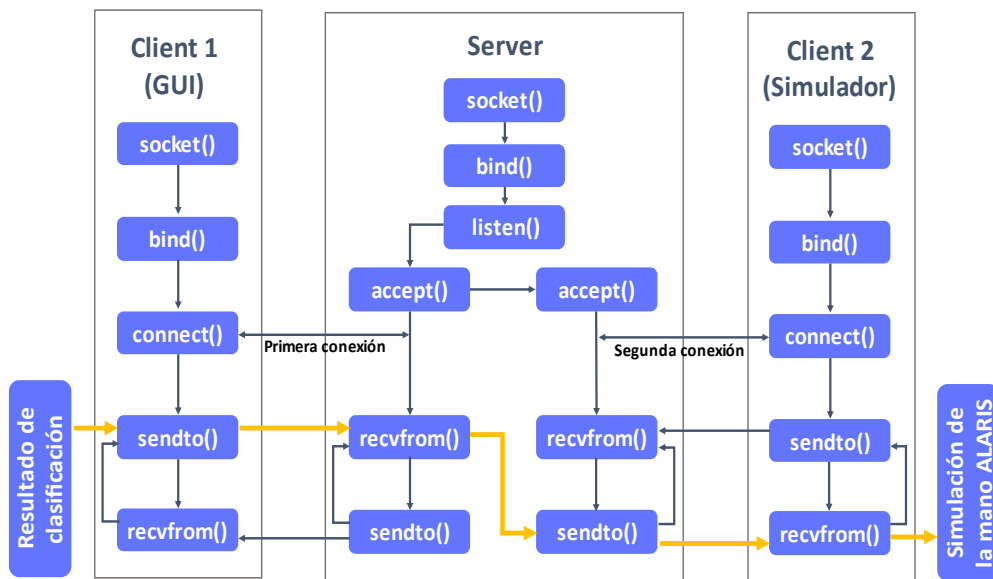 Client 1
(GUI)
socket()
bind()
connect()
sendto()
recvfrom()
Server
socket()
bind()
listen()
accept()
accept()
Primera conexión
Segunda conexión
recvfrom()
sendto()
recvfrom()
sendto()
Client 2
(Simulador)
socket()
bind()
connect()
sendto()
recvfrom()
Resultado de
clasificación
Simulación de
la mano ALARIS